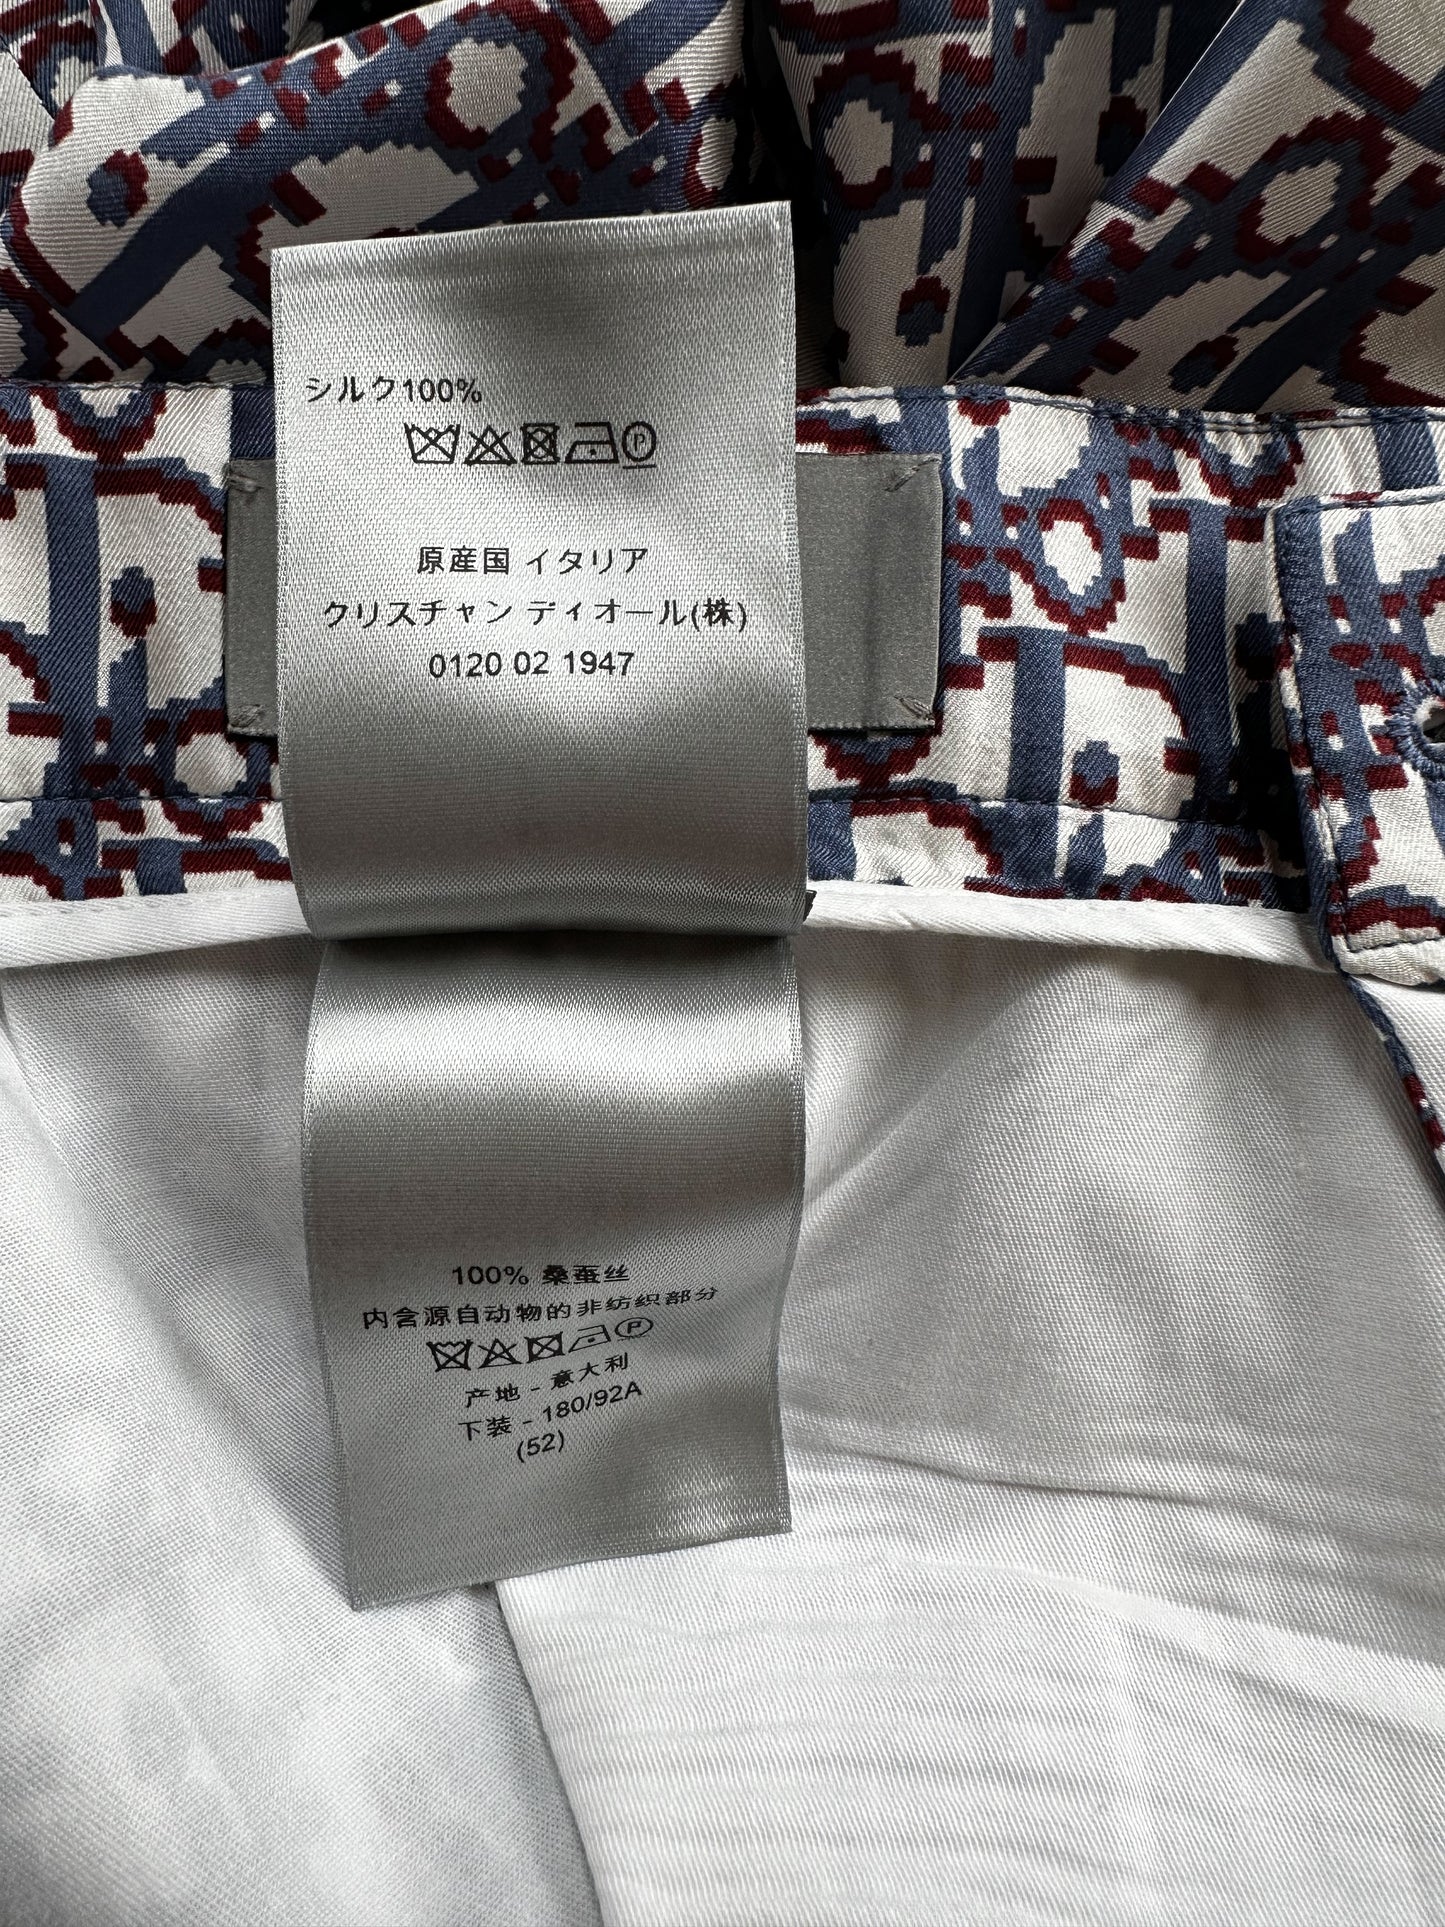 シルク100%
P
原産国 イタリア
クリスチャン ディオール(株)
0120 02 1947
100% 桑蚕丝
内含源自动物的非纺织部分
P
产地 - 意大利
下装 - 180/92A
(52)